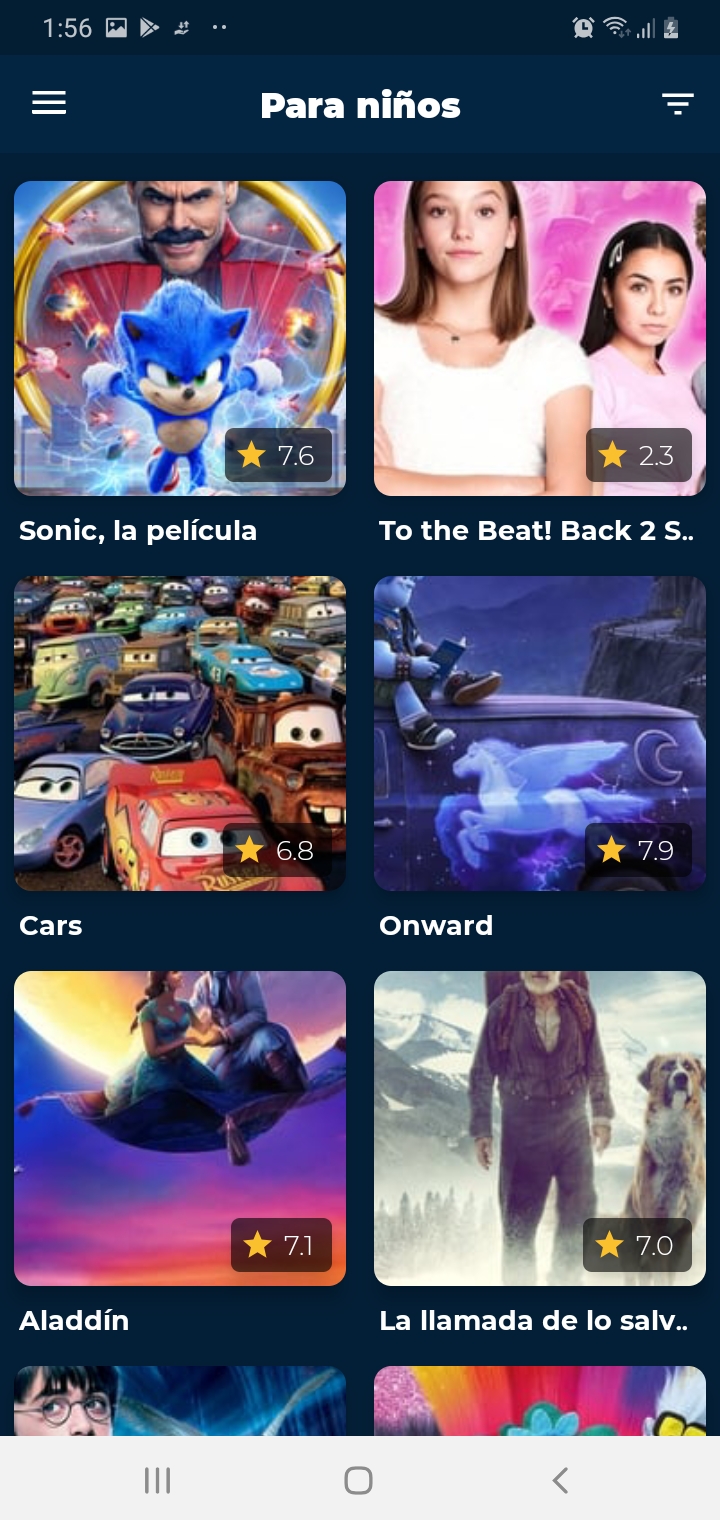 1:56
Para niños
7.6
2.3
Sonic, la película
To the Beat! Back 2 S..
6.8
7.9
Cars
Onward
7.1
7.0
Aladdín
La llamada de lo salv..